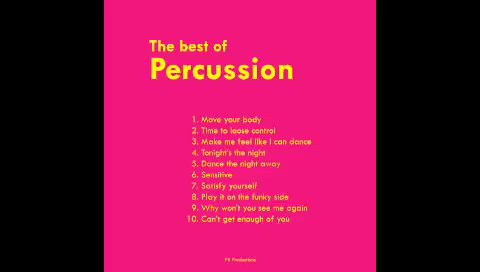 The best of
Percussion
1. Move your body
2. Time to loose control
3. Make me feel like I can dance
4. Tonight's the night
5. Dance the night away
6. Sensitive
7. Satisfy yourself
8. Play it on the funky side
9. Why won't you see me again
10. Can't get enough of you
PB Productions